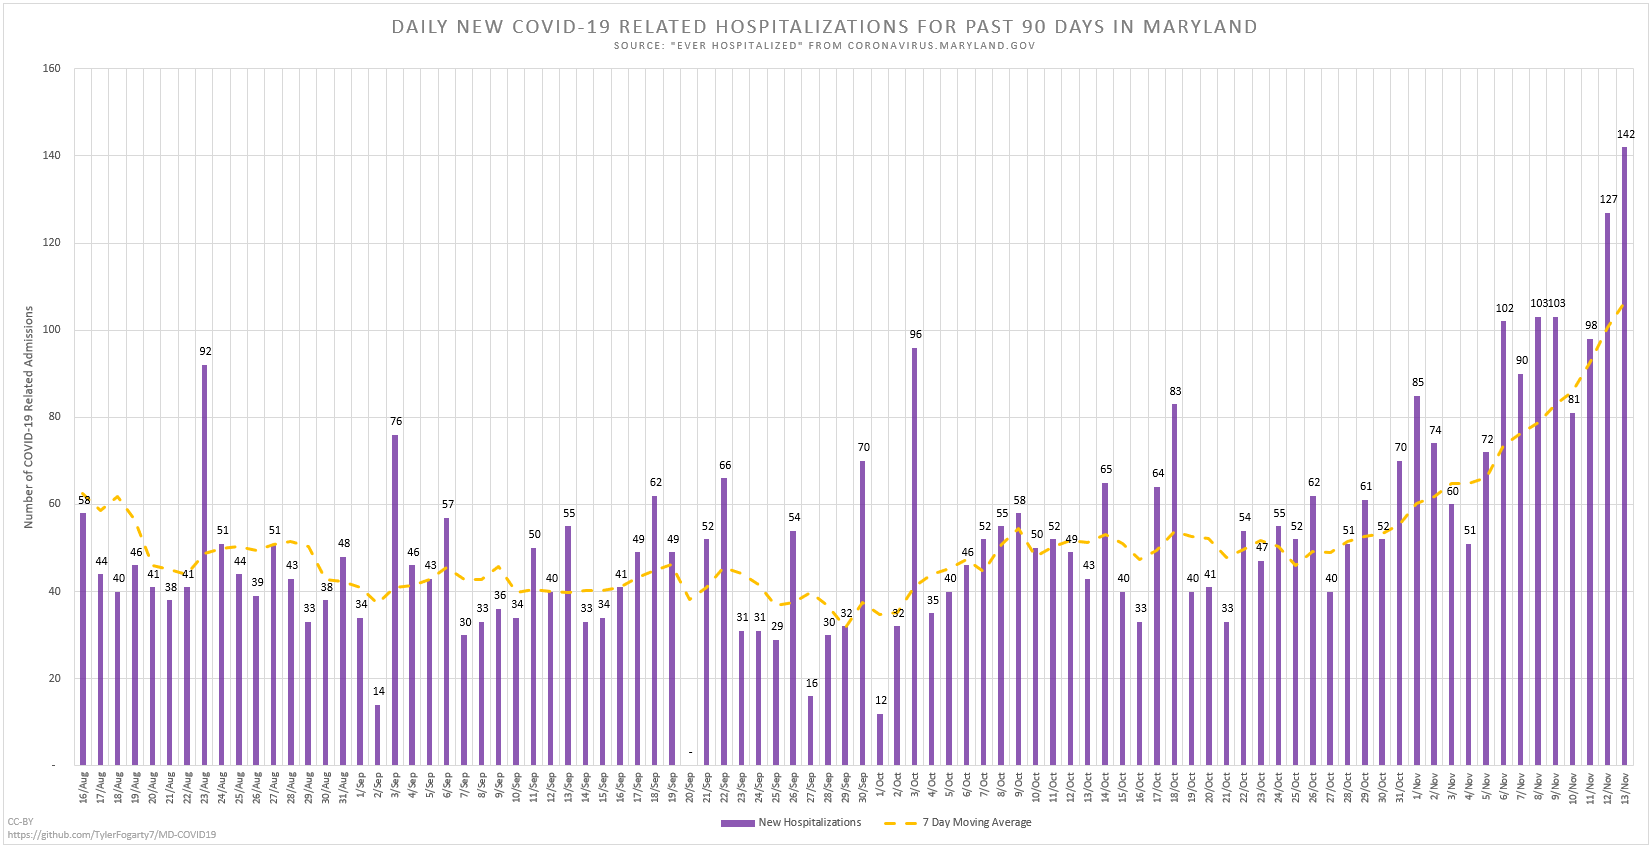 DAILY NEW COVID-19 RELATED HOSPITALIZATIONS FOR PAST 90 DAYS IN MARYLAND
SOURCE: "EVER HOSPITALIZED" FROM CORONAVIRUS.MARYLAND.GOV
Number of COVID-19 Related Admissions
160
140
120
100
80
60
40
20
-
58 44 40 46 41 38 41 92 51 44 39 51 43 33 38 48 34 14 76 46 43 57 30 33 36 34 50 40 55 33 34 41 49 62 49 - 52 66 31 31 29 54 16 30 32 70 12 32 96 35 40 46 52 55 58 50 52 49 43 65 40 33 64 83 40 41 33 54 47 55 52 62 40 51 61 52 70 85 74 60 51 72 102 90 103 103 81 98 127 142
16/Aug 17/Aug 18/Aug 19/Aug 20/Aug 21/Aug 22/Aug 23/Aug 24/Aug 25/Aug 26/Aug 27/Aug 28/Aug 29/Aug 30/Aug 31/Aug 1/Sep 2/Sep 3/Sep 4/Sep 5/Sep 6/Sep 7/Sep 8/Sep 9/Sep 10/Sep 11/Sep 12/Sep 13/Sep 14/Sep 15/Sep 16/Sep 17/Sep 18/Sep 19/Sep 20/Sep 21/Sep 22/Sep 23/Sep 24/Sep 25/Sep 26/Sep 27/Sep 28/Sep 29/Sep 30/Sep 1/Oct 2/Oct 3/Oct 4/Oct 5/Oct 6/Oct 7/Oct 8/Oct 9/Oct 10/Oct 11/Oct 12/Oct 13/Oct 14/Oct 15/Oct 16/Oct 17/Oct 18/Oct 19/Oct 20/Oct 21/Oct 22/Oct 23/Oct 24/Oct 25/Oct 26/Oct 27/Oct 28/Oct 29/Oct 30/Oct 31/Oct 1/Nov 2/Nov 3/Nov 4/Nov 5/Nov 6/Nov 7/Nov 8/Nov 9/Nov 10/Nov 11/Nov 12/Nov 13/Nov
New Hospitalizations 7 Day Moving Average
CC-BY
https://github.com/TylerFogarty7/MD-COVID19